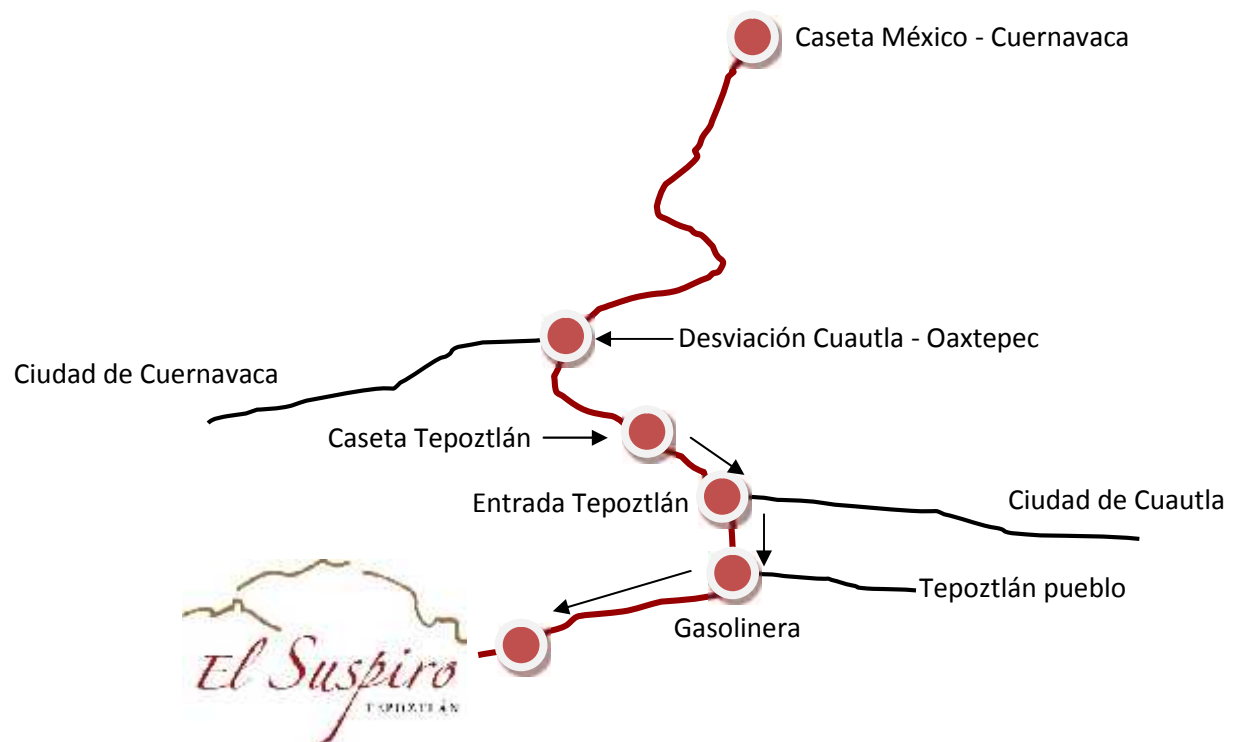 Caseta México - Cuernavaca
Desviación Cuautla - Oaxtepec
Ciudad de Cuernavaca
Caseta Tepoztlán
Entrada Tepoztlán
Ciudad de Cuautla
Tepoztlán pueblo
Gasolinera
El Suspiro
TEPOZTLÁN